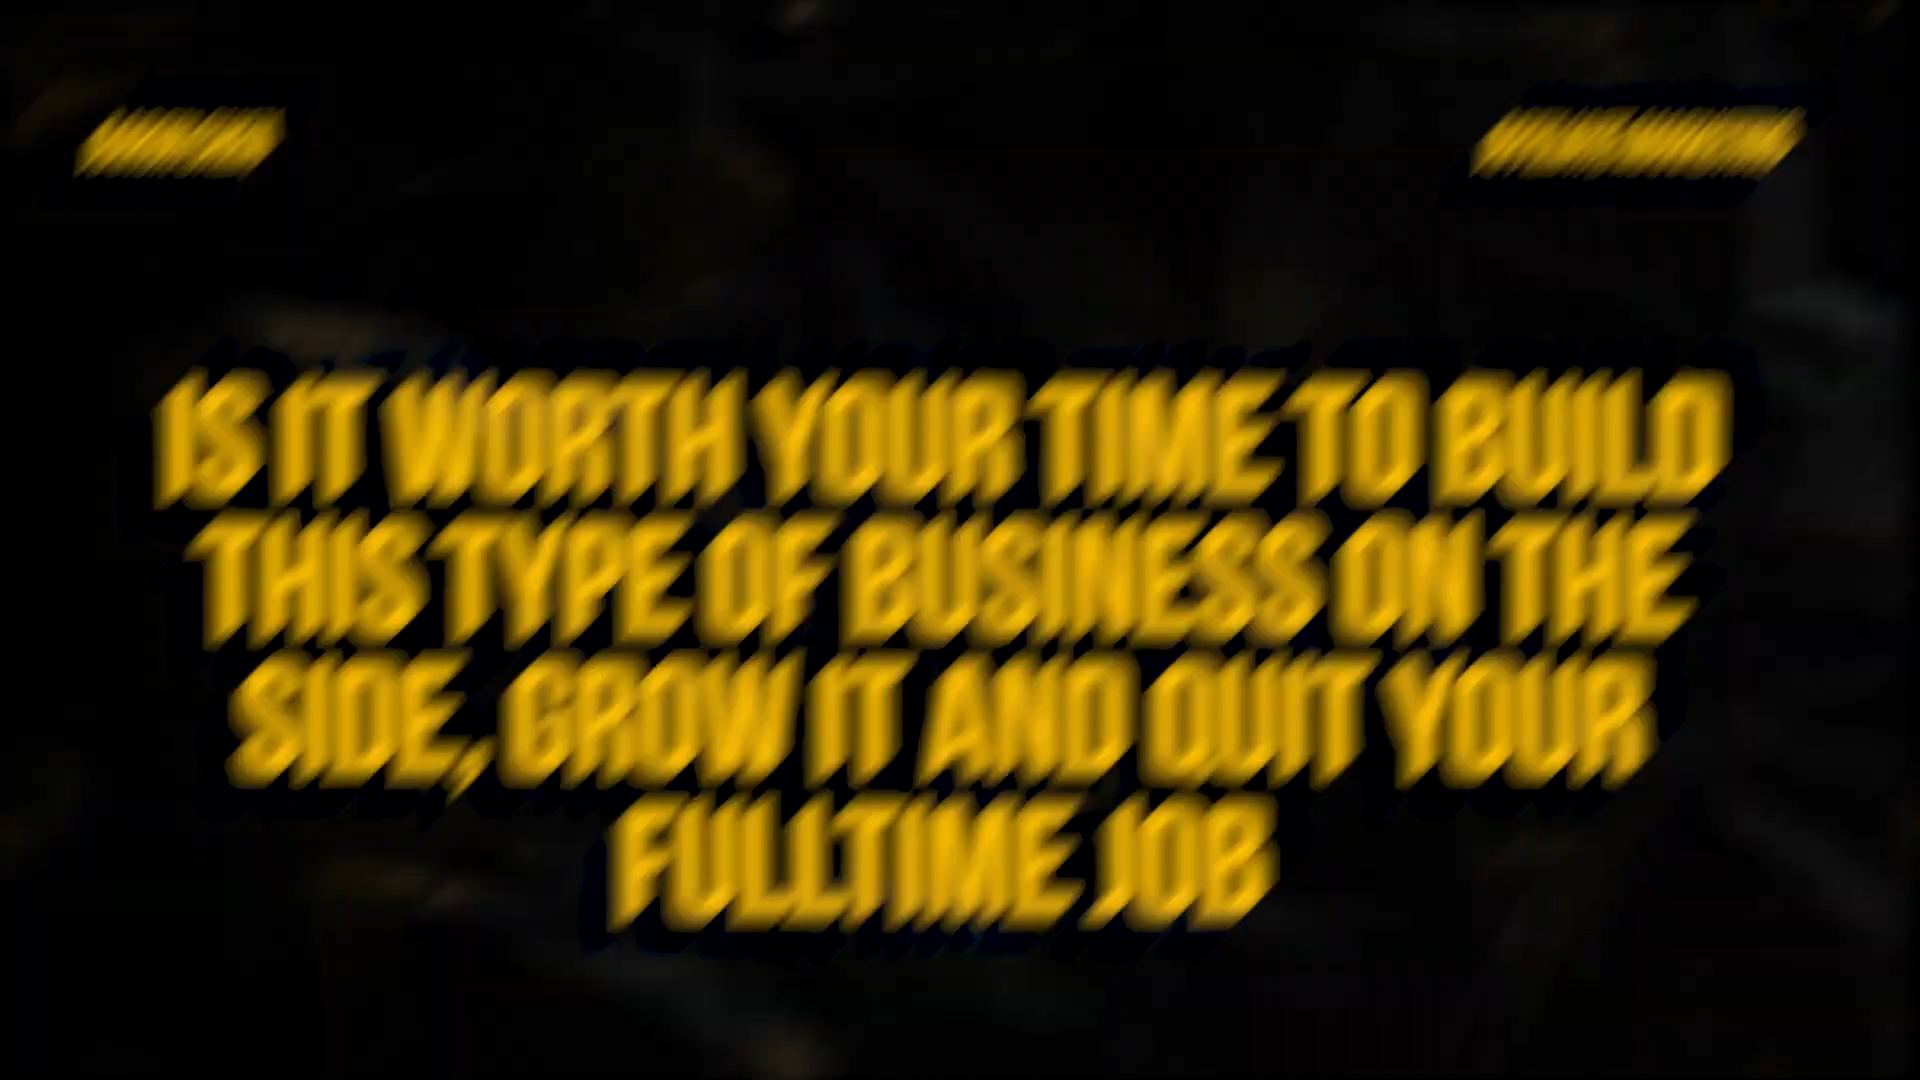 IS IT WORTH YOUR TIME TO BUILD
THIS TYPE OF BUSINESS ON THE
SIDE, GROW IT AND QUIT YOUR
FULLTIME JOB